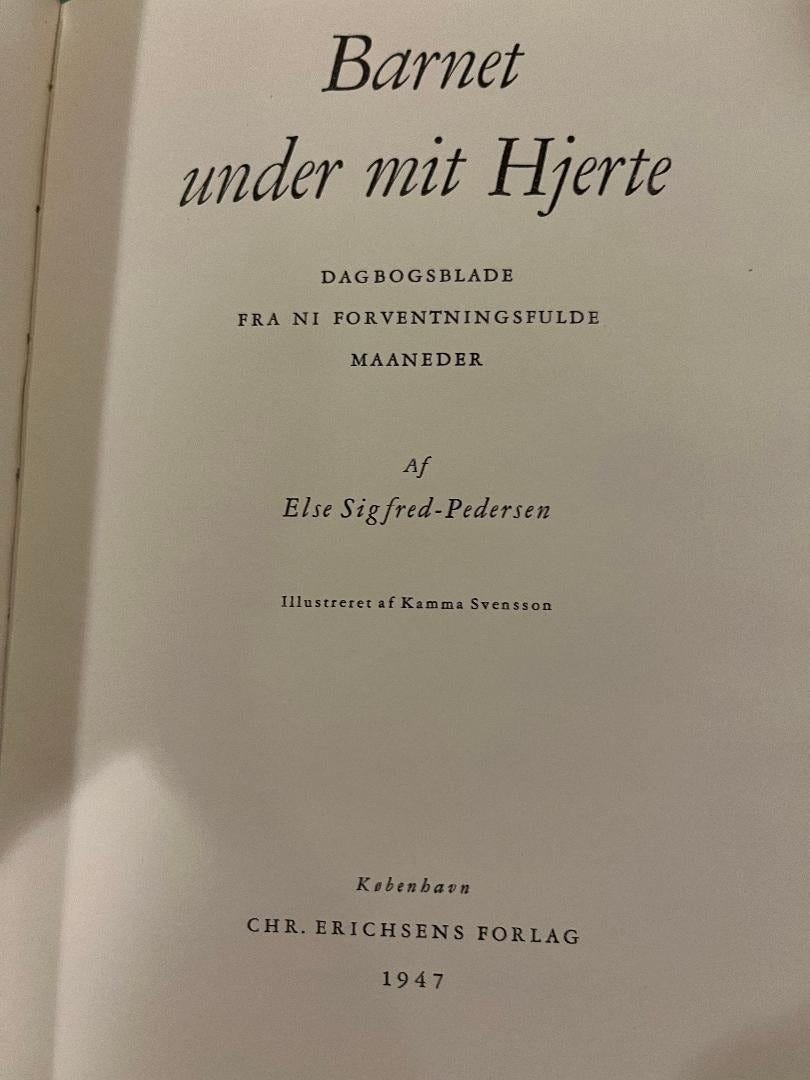 Barnet
under mit Hjerte
DAGBOGSBLADE
FRA NI FORVENTNINGSFULDE
MAANEDER
Af
Else Sigfred-Pedersen
Illustreret af Kamma Svensson
København
CHR. ERICHSENS FORLAG
1947